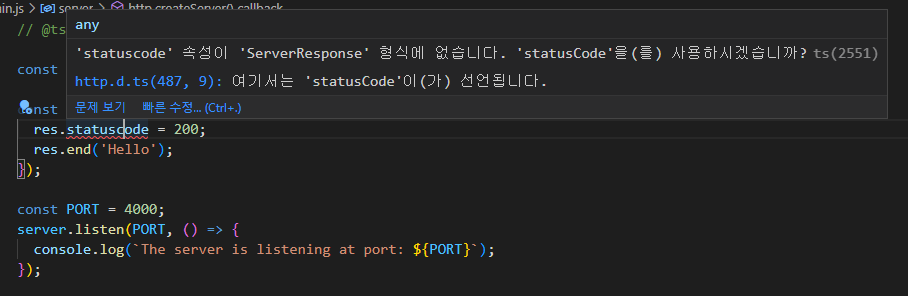 in.js > server > http.createServer() callback
// @ts
any
'statuscode' 속성이 'ServerResponse' 형식에 없습니다. 'statusCode'을(를) 사용하시겠습니까? ts(2551)
const
http.d.ts(487, 9): 여기서는 'statusCode'이(가) 선언됩니다.
문제 보기 빠른 수정... (Ctrl+.)
const
res.statuscode = 200;
res.end('Hello');
});
const PORT = 4000;
server.listen(PORT, () => {
console.log(`The server is listening at port: ${PORT}`);
});